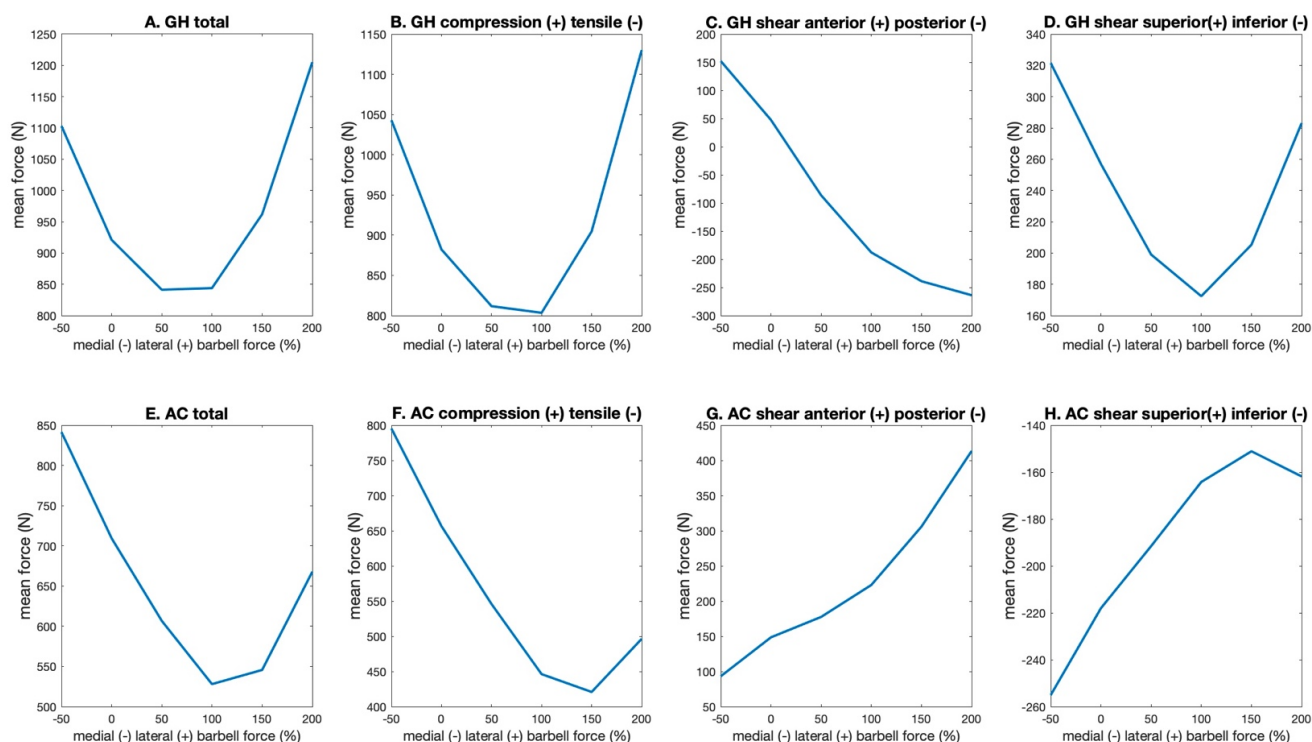 A. GH total
1250
1200
1150
1100
1050
1000
950
900
850
800
mean force (N)
-50 0 50 100 150 200
medial (-) lateral (+) barbell force (%)
B. GH compression (+) tensile (-)
1150
1100
1050
1000
950
900
850
800
mean force (N)
-50 0 50 100 150 200
medial (-) lateral (+) barbell force (%)
C. GH shear anterior (+) posterior (-)
200
150
100
50
0
-50
-100
-150
-200
-250
-300
mean force (N)
-50 0 50 100 150 200
medial (-) lateral (+) barbell force (%)
D. GH shear superior(+) inferior (-)
340
320
300
280
260
240
220
200
180
160
mean force (N)
-50 0 50 100 150 200
medial (-) lateral (+) barbell force (%)
E. AC total
850
800
750
700
650
600
550
500
mean force (N)
-50 0 50 100 150 200
medial (-) lateral (+) barbell force (%)
F. AC compression (+) tensile (-)
800
750
700
650
600
550
500
450
400
mean force (N)
-50 0 50 100 150 200
medial (-) lateral (+) barbell force (%)
G. AC shear anterior (+) posterior (-)
450
400
350
300
250
200
150
100
50
mean force (N)
-50 0 50 100 150 200
medial (-) lateral (+) barbell force (%)
H. AC shear superior(+) inferior (-)
-140
-160
-180
-200
-220
-240
-260
mean force (N)
-50 0 50 100 150 200
medial (-) lateral (+) barbell force (%)